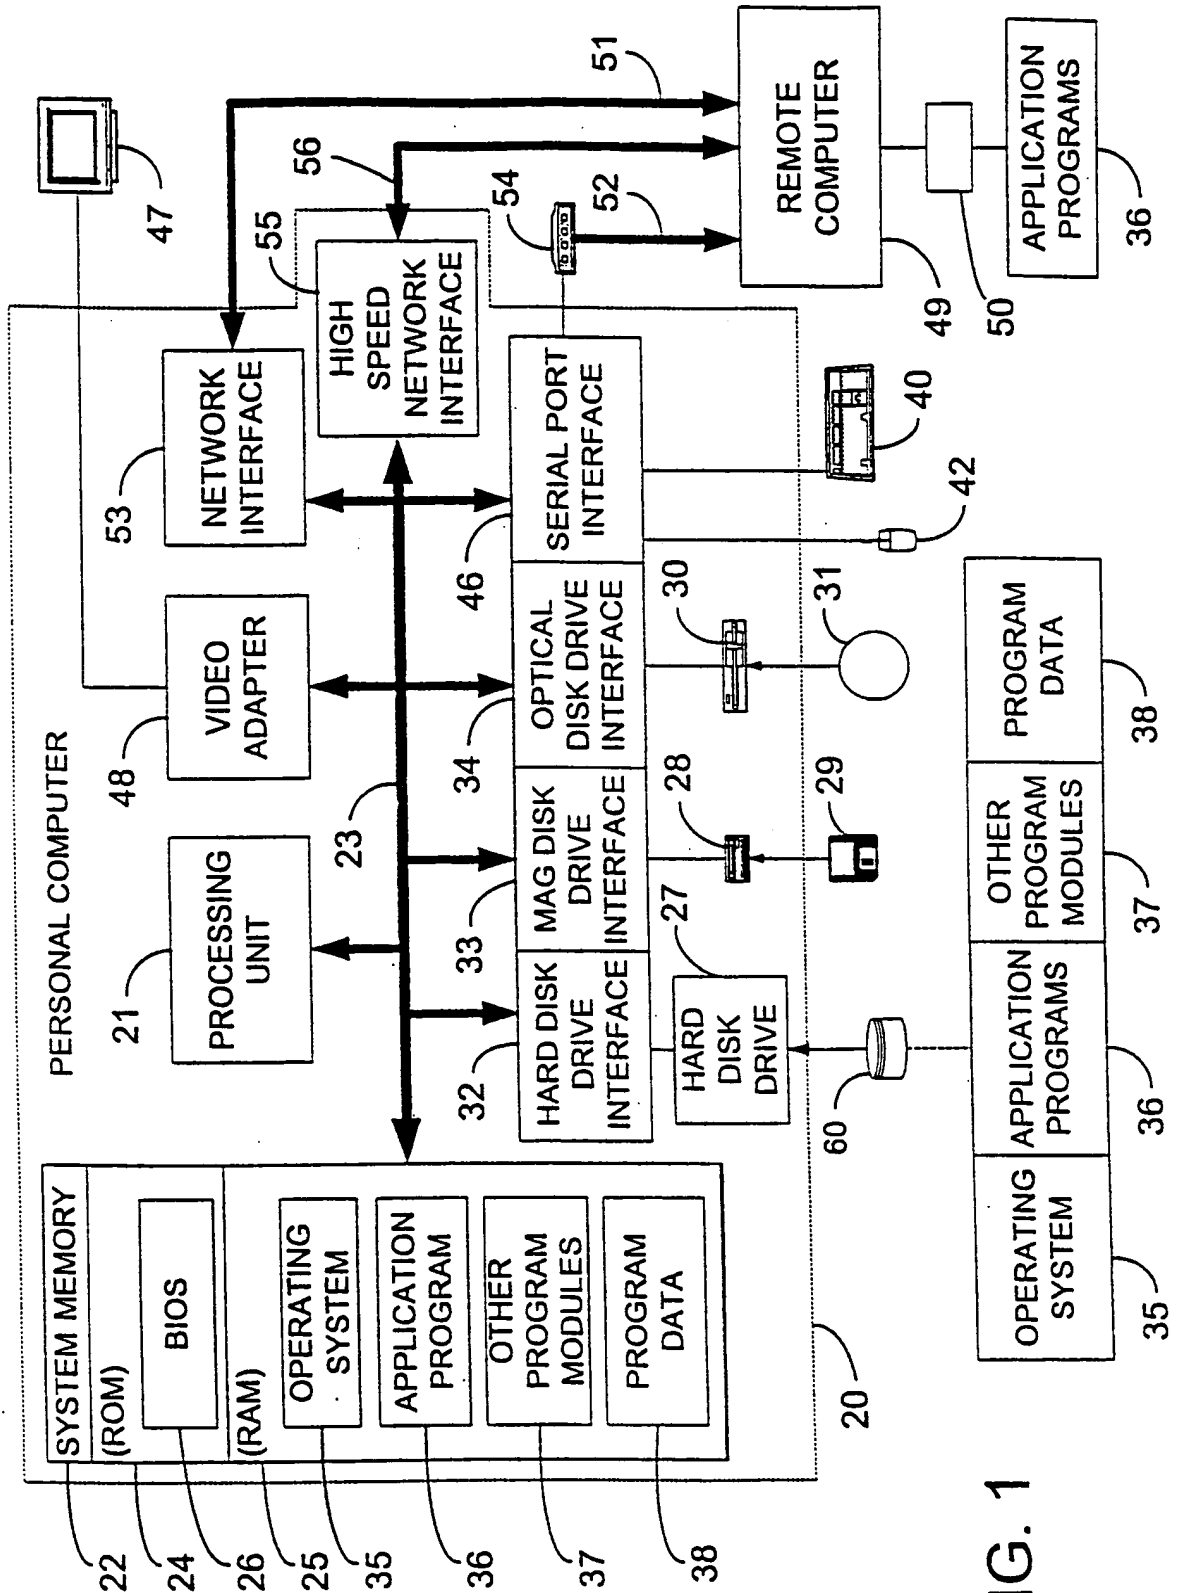 PERSONAL COMPUTER
47
22
SYSTEM MEMORY
24
(ROM)
26
BIOS
25
(RAM)
35
OPERATING
SYSTEM
36
APPLICATION
PROGRAM
37
OTHER
PROGRAM
MODULES
38
PROGRAM
DATA
21
PROCESSING
UNIT
48
VIDEO
ADAPTER
53
NETWORK
INTERFACE
55
HIGH
SPEED
NETWORK
INTERFACE
56
51
23
32
HARD DISK
DRIVE
INTERFACE
33
MAG DISK
DRIVE
INTERFACE
34
OPTICAL
DISK DRIVE
INTERFACE
46
SERIAL PORT
INTERFACE
54
52
27
HARD
DISK
DRIVE
28
30
60
29
31
42
40
20
REMOTE
COMPUTER
49
50
APPLICATION
PROGRAMS
36
OPERATING
SYSTEM
35
APPLICATION
PROGRAMS
36
OTHER
PROGRAM
MODULES
37
PROGRAM
DATA
38
IG. 1